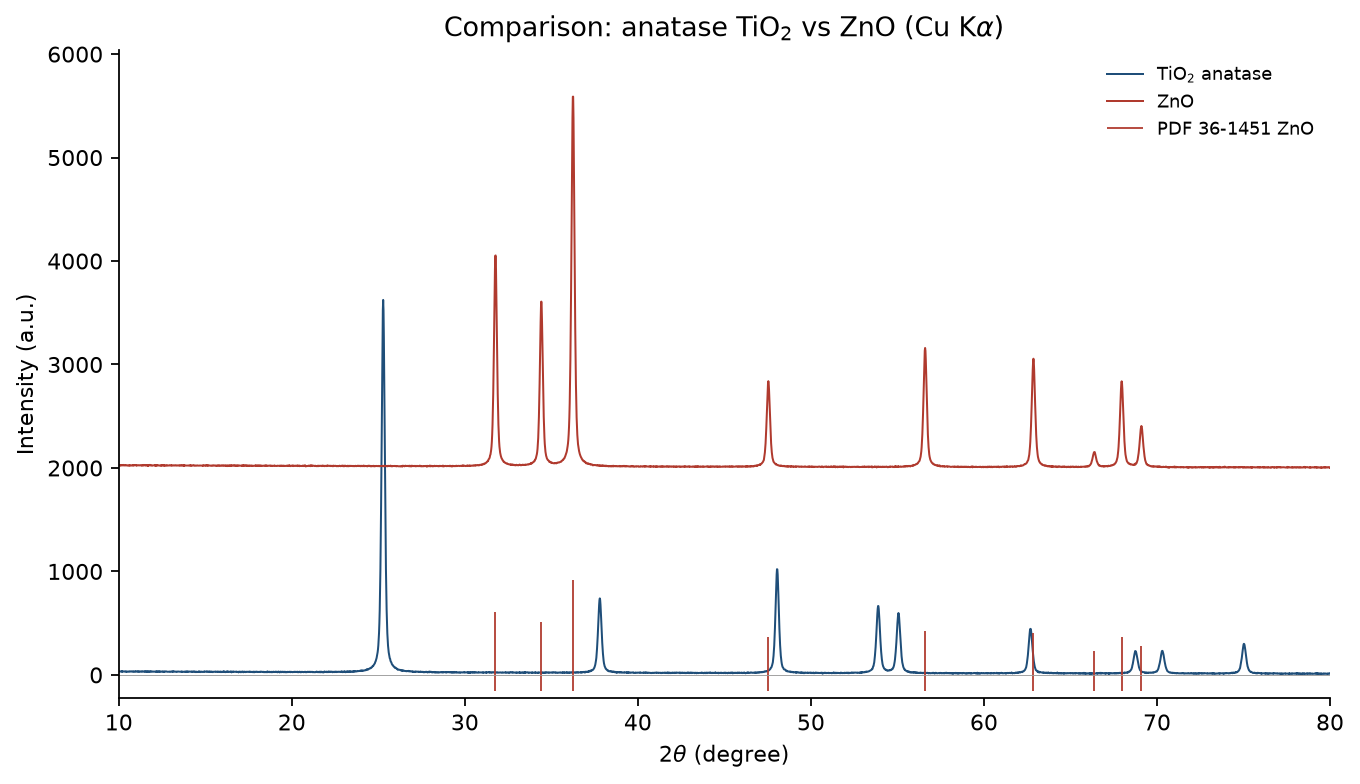 Comparison: anatase TiO₂ vs ZnO (Cu Kα)
TiO₂ anatase
ZnO
PDF 36-1451 ZnO
Intensity (a.u.)
6000
5000
4000
3000
2000
1000
0
10 20 30 40 50 60 70 80
2θ (degree)